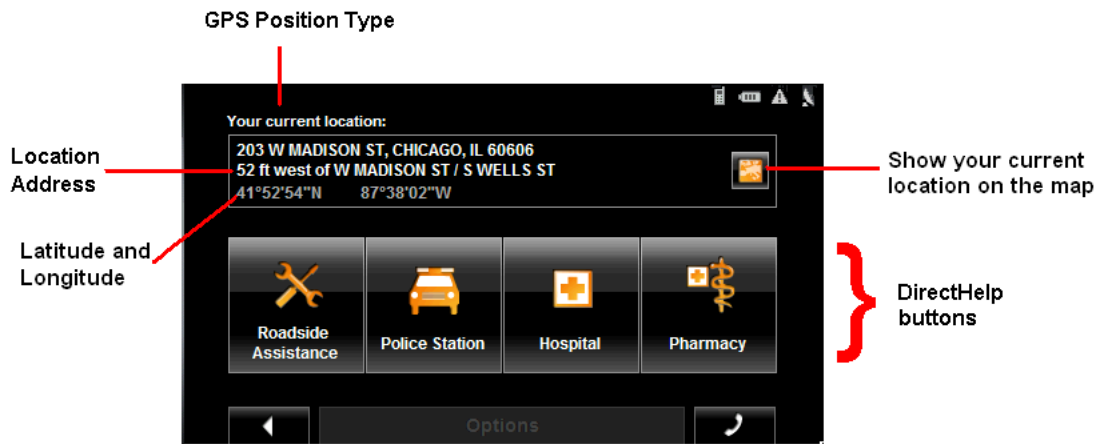 GPS Position Type
Your current location:
203 W MADISON ST, CHICAGO, IL 60606
52 ft west of W MADISON ST / S WELLS ST
41°52'54"N 87°38'02"W
Location
Address
Latitude and
Longitude
Show your current
location on the map
Roadside
Assistance
Police Station
Hospital
Pharmacy
DirectHelp
buttons
Options